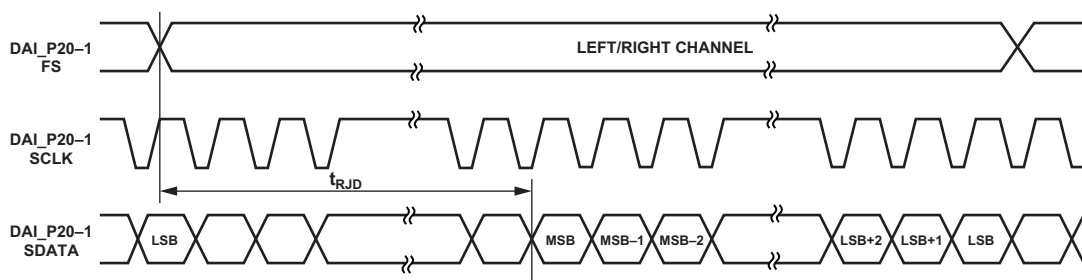 DAI_P20–1
FS
LEFT/RIGHT CHANNEL
DAI_P20–1
SCLK
tRJD
DAI_P20–1
SDATA
LSB
MSB
MSB–1
MSB–2
LSB+2
LSB+1
LSB